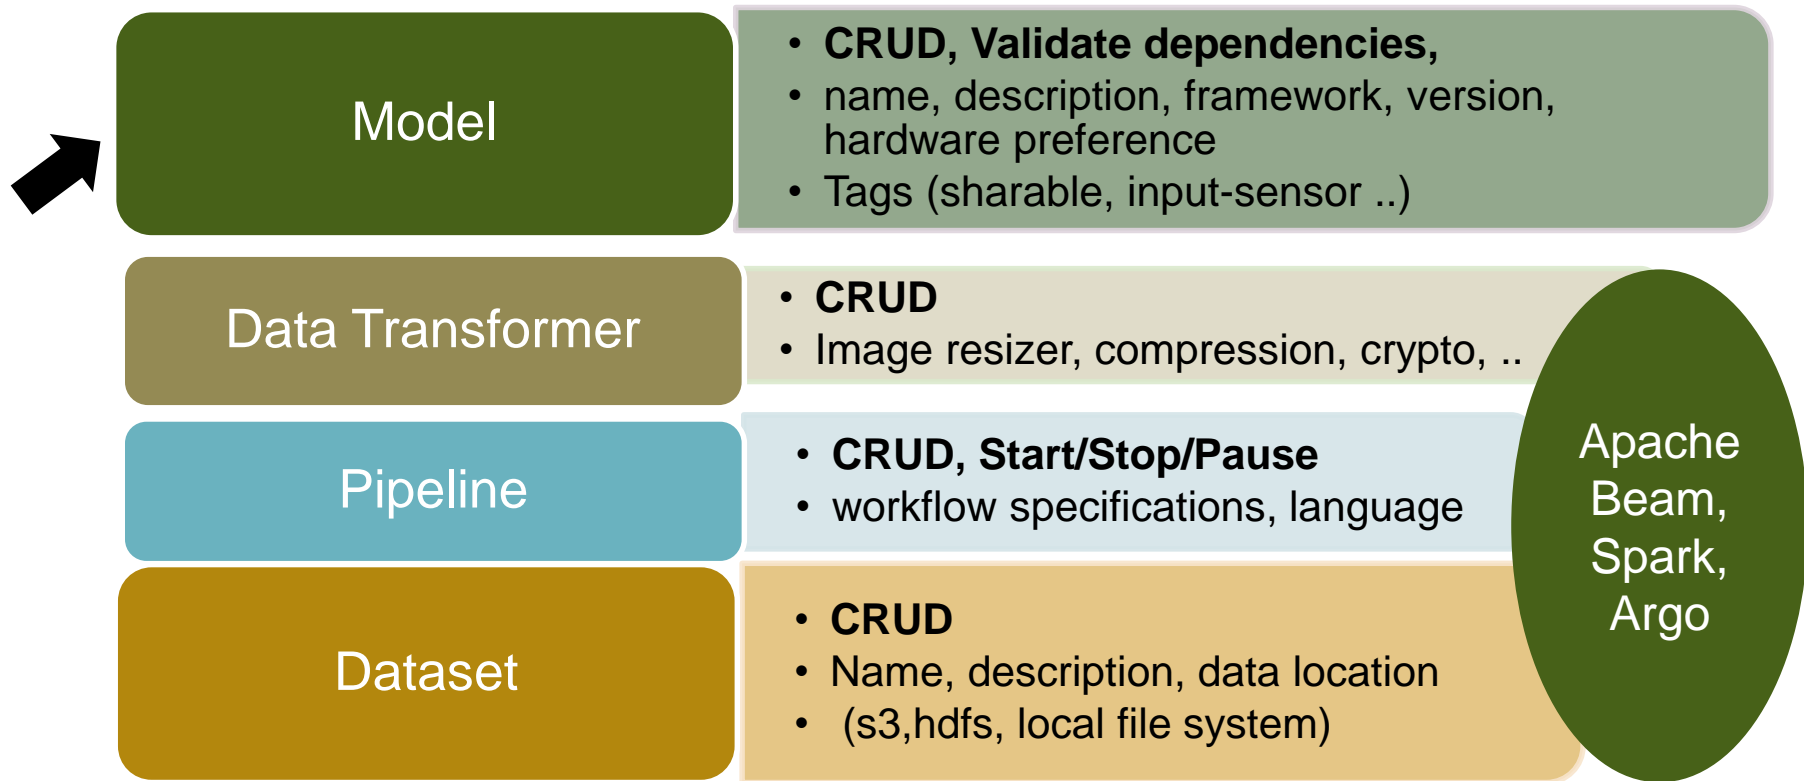 Model
• CRUD, Validate dependencies,
• name, description, framework, version,
hardware preference
• Tags (sharable, input-sensor ..)
Data Transformer
• CRUD
• Image resizer, compression, crypto, ..
Pipeline
• CRUD, Start/Stop/Pause
• workflow specifications, language
Dataset
• CRUD
• Name, description, data location
• (s3,hdfs, local file system)
Apache
Beam,
Spark,
Argo